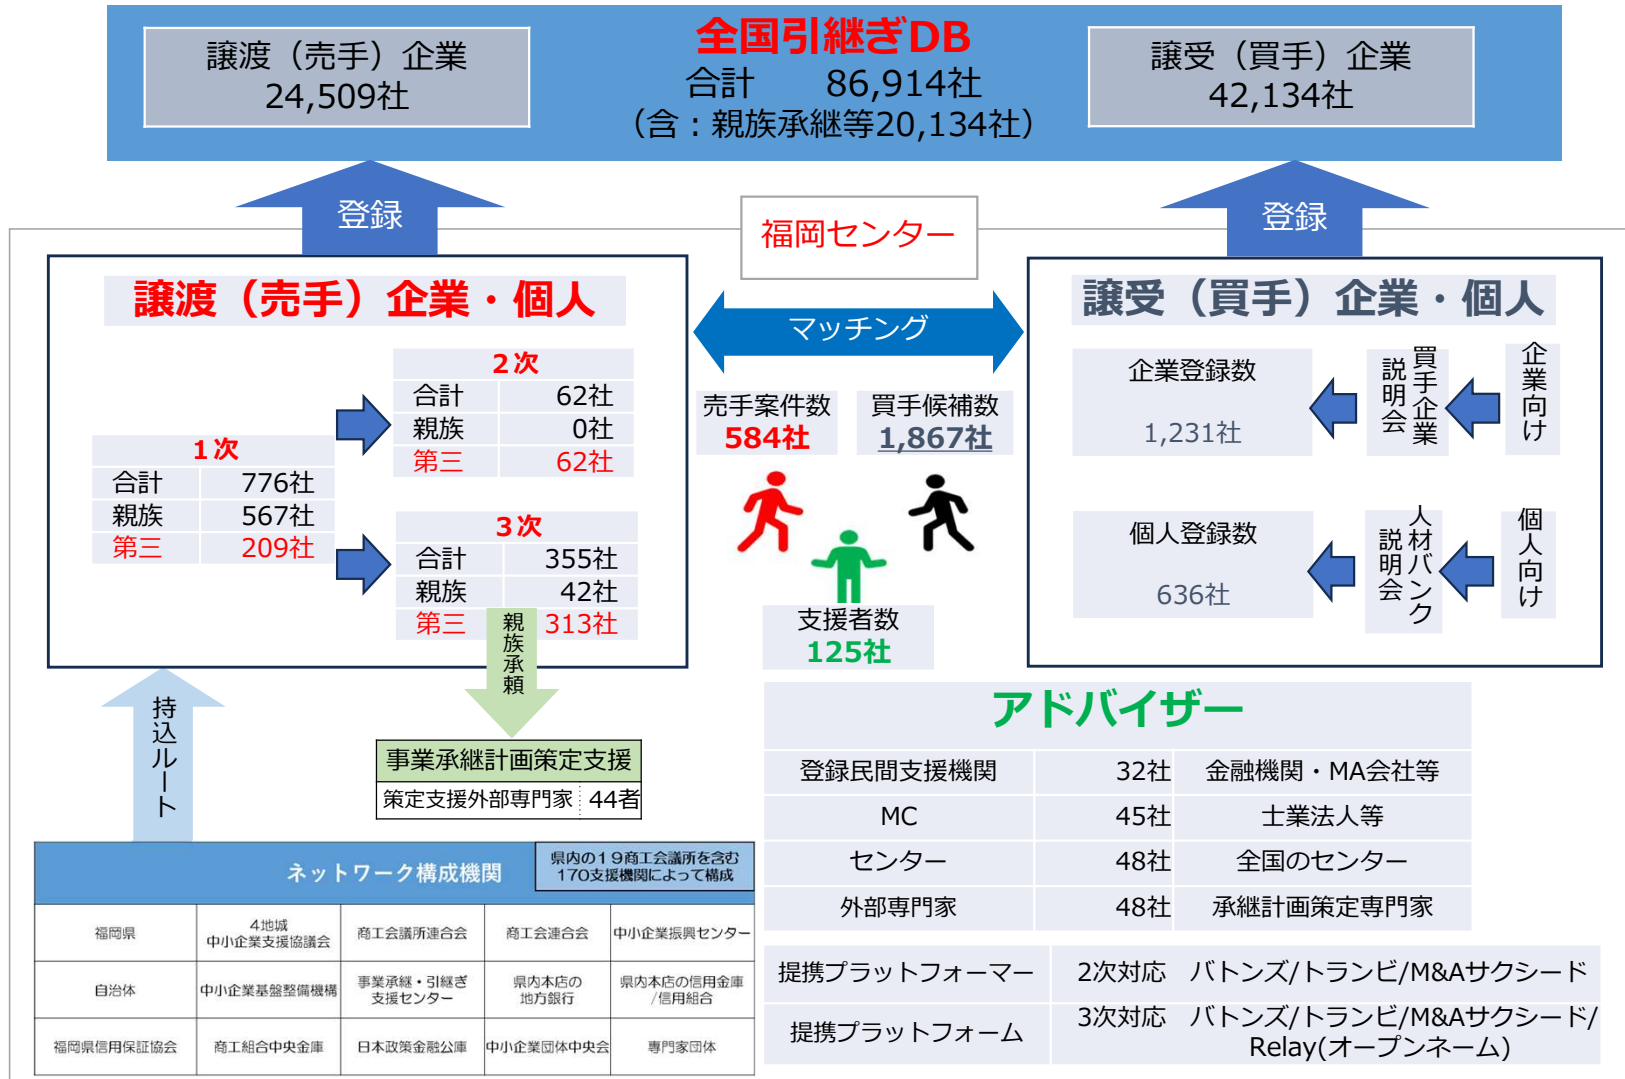 全国引継ぎDB
合計 86,914社
（含：親族承継等20,134社）
譲渡（売手）企業
24,509社
譲受（買手）企業
42,134社
登録
登録
福岡センター
譲渡（売手）企業・個人
1次
合計 776社
親族 567社
第三 209社
2次
合計 62社
親族 0社
第三 62社
3次
合計 355社
親族 42社
第三 313社
親族承頼
事業承継計画策定支援
策定支援外部専門家 44者
マッチング
売手案件数
584社
買手候補数
1,867社
支援者数
125社
譲受（買手）企業・個人
企業登録数
1,231社
買手企業
説明会
企業向け
個人登録数
636社
人材バンク
説明会
個人向け
持込ルート
ネットワーク構成機関
県内の19商工会議所を含む
170支援機関によって構成
福岡県
4地城
中小企業支援協議会
商工会議所連合会
商工会連合会
中小企業振興センター
自治体
中小企業基盤整備機構
事業承継・引継ぎ
支援センター
県内本店の
地方銀行
県内本店の信用金庫
/信用組合
福岡県信用保証協会
商工組合中央金庫
日本政策金融公庫
中小企業団体中央会
専門家団体
アドバイザー
登録民間支援機関 32社 金融機関・MA会社等
MC 45社 士業法人等
センター 48社 全国のセンター
外部専門家 48社 承継計画策定専門家
提携プラットフォーマー 2次対応 バトンズ/トランビ/M&Aサクシード
提携プラットフォーム 3次対応 バトンズ/トランビ/M&Aサクシード/
Relay(オープンネーム)